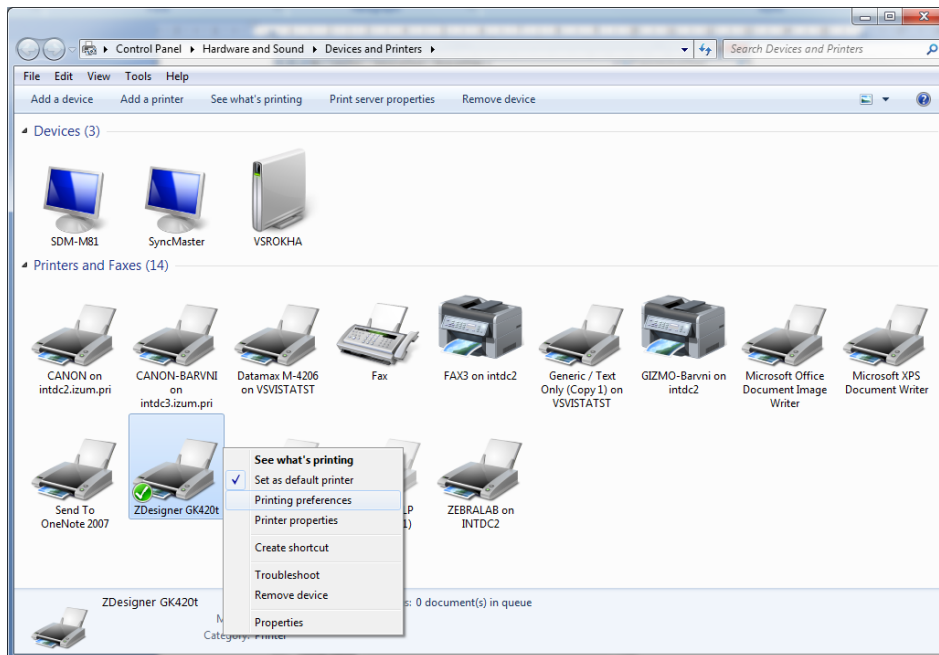 Control Panel ▸ Hardware and Sound ▸ Devices and Printers ▸
Search Devices and Printers
File Edit View Tools Help
Add a device Add a printer See what's printing Print server properties Remove device
Devices (3)
SDM-M81 SyncMaster VSROKHA
Printers and Faxes (14)
CANON on
intdc2.izum.pri
CANON-BARVNI
on
intdc3.izum.pri
Datamax M-4206
on VSVISTATST
Fax
FAX3 on intdc2
Generic / Text
Only (Copy 1) on
VSVISTATST
GIZMO-Barvni on
intdc2
Microsoft Office
Document Image
Writer
Microsoft XPS
Document Writer
Send To
OneNote 2007
ZDesigner GK420t
LP
1)
ZEBRALAB on
INTDC2
See what's printing
Set as default printer
Printing preferences
Printer properties
Create shortcut
Troubleshoot
Remove device
Properties
ZDesigner GK420t
s: 0 document(s) in queue
M
Category: Printer